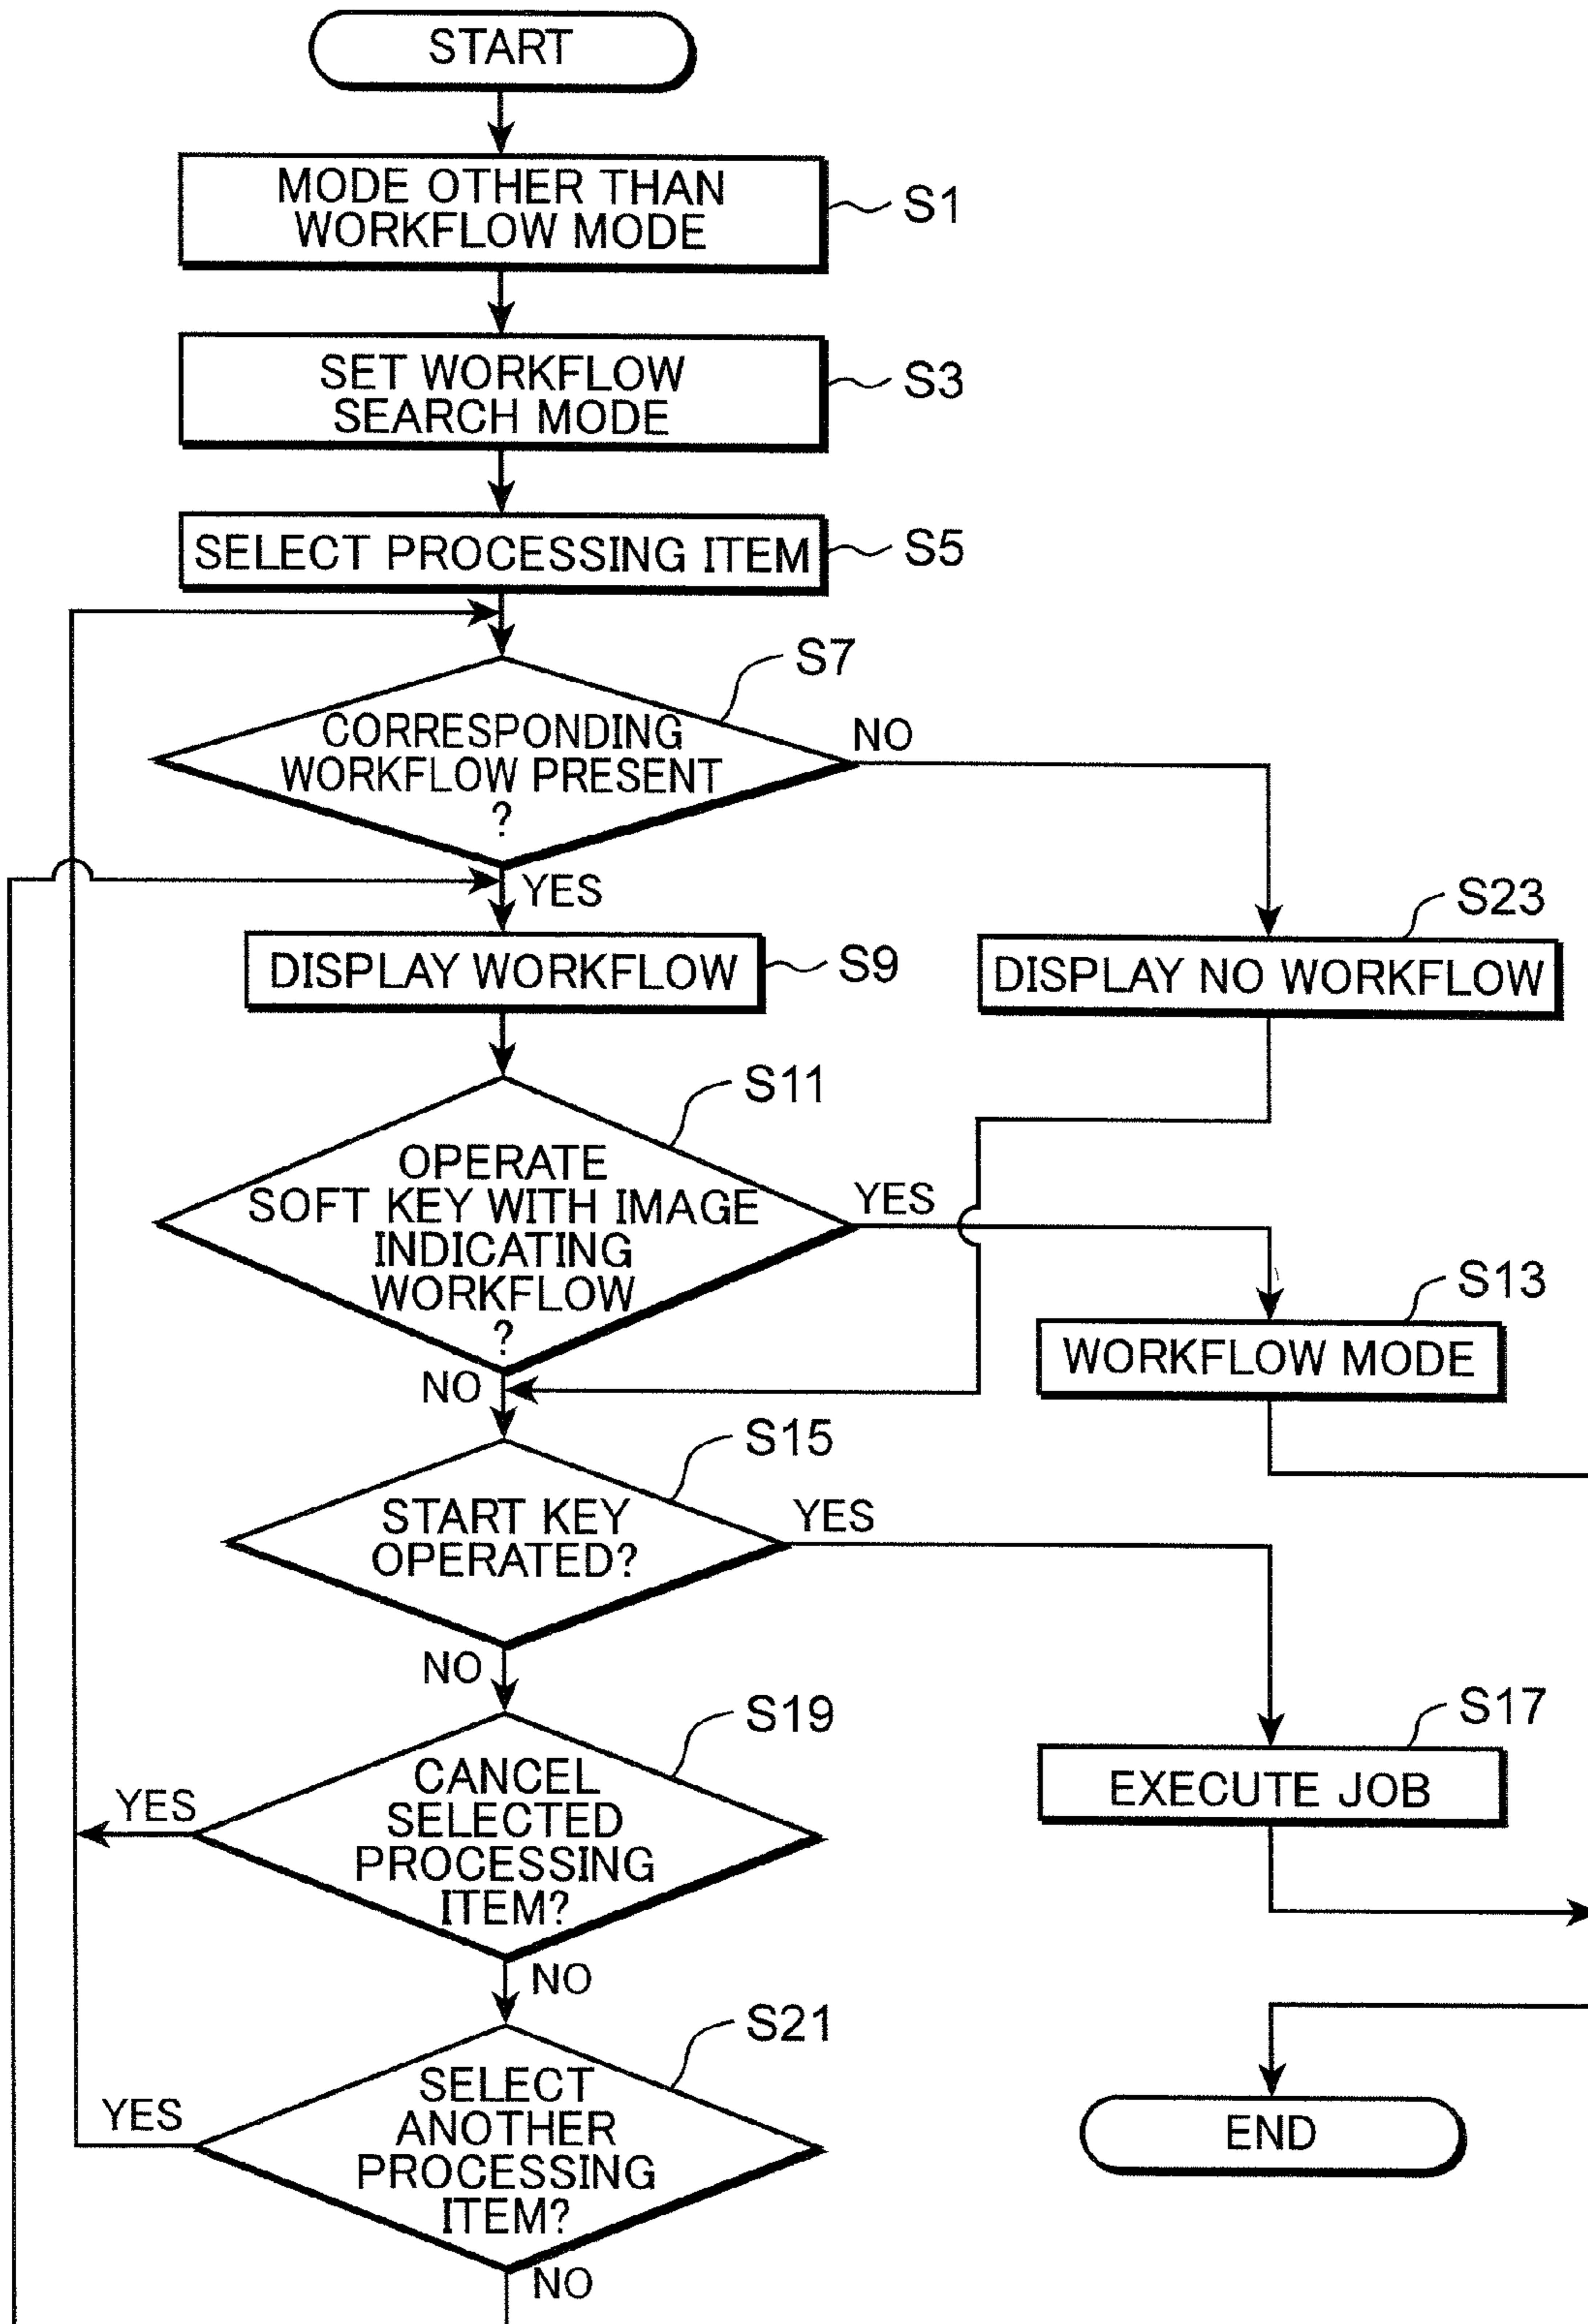 START
MODE OTHER THAN
WORKFLOW MODE
S1
SET WORKFLOW
SEARCH MODE
S3
SELECT PROCESSING ITEM
S5
S7
CORRESPONDING
WORKFLOW PRESENT
?
NO
YES
S23
DISPLAY WORKFLOW
S9
DISPLAY NO WORKFLOW
S11
OPERATE
SOFT KEY WITH IMAGE
INDICATING
WORKFLOW
?
YES
NO
S13
WORKFLOW MODE
S15
START KEY
OPERATED?
YES
NO
S19
CANCEL
SELECTED
PROCESSING
ITEM?
YES
NO
S17
EXECUTE JOB
S21
SELECT
ANOTHER
PROCESSING
ITEM?
YES
NO
END